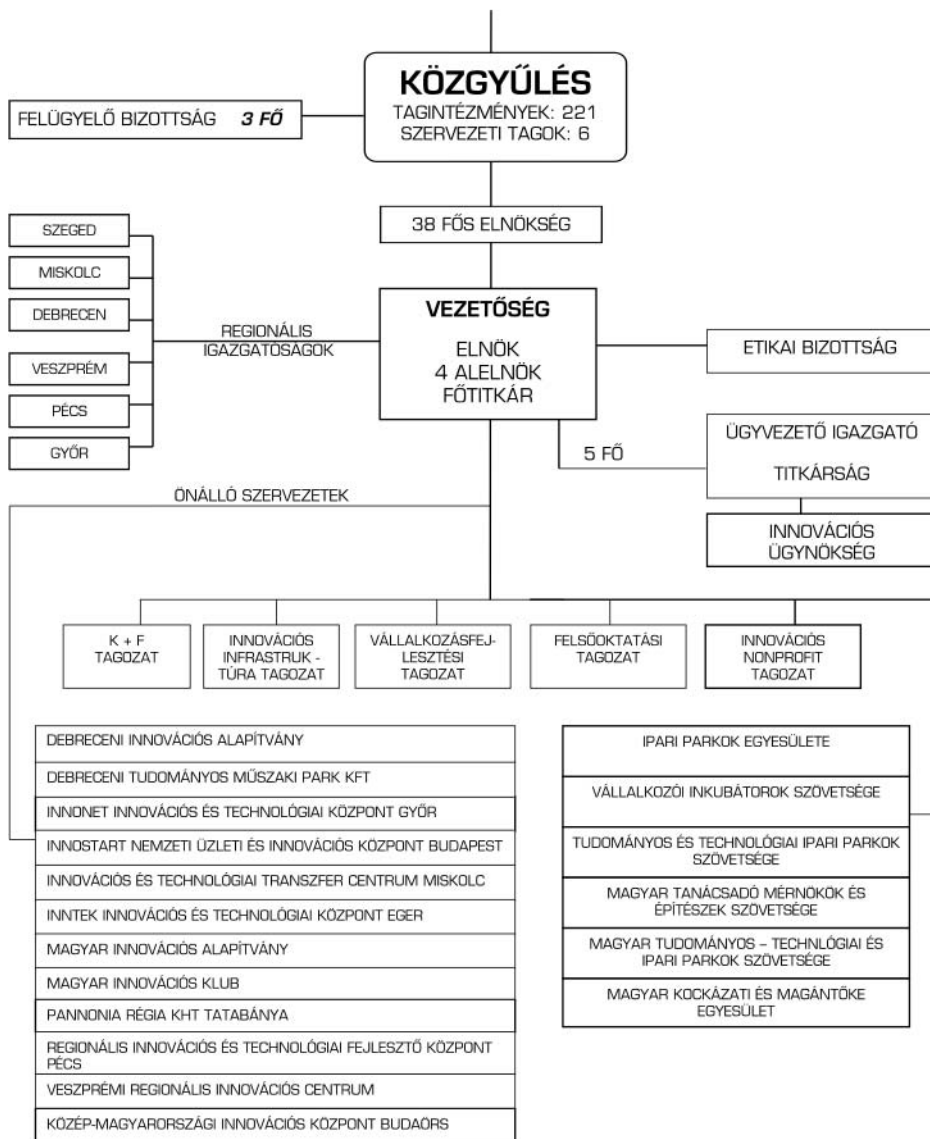 KÖZGYŰLÉS
TAGINTÉZMÉNYEK: 221
SZERVEZETI TAGOK: 6
FELÜGYELŐ BIZOTTSÁG 3 FŐ
38 FŐS ELNÖKSÉG
SZEGED
MISKOLC
DEBRECEN
VESZPRÉM
PÉCS
GYŐR
REGIONÁLIS
IGAZGATÓSÁGOK
VEZETŐSÉG
ELNÖK
4 ALELNÖK
FŐTITKÁR
ETIKAI BIZOTTSÁG
5 FŐ
ÜGYVEZETŐ IGAZGATÓ
TITKÁRSÁG
INNOVÁCIÓS
ÜGYNÖKSÉG
ÖNÁLLÓ SZERVEZETEK
K + F
TAGOZAT
INNOVÁCIÓS
INFRASTRUK -
TÚRA TAGOZAT
VÁLLALKOZÁSFEJ-
LESZTÉSI
TAGOZAT
FELSŐOKTATÁSI
TAGOZAT
INNOVÁCIÓS
NONPROFIT
TAGOZAT
DEBRECENI INNOVÁCIÓS ALAPÍTVÁNY
DEBRECENI TUDOMÁNYOS MŰSZAKI PARK KFT
INNONET INNOVÁCIÓS ÉS TECHNOLÓGIAI KÖZPONT GYŐR
INNOSTART NEMZETI ÜZLETI ÉS INNOVÁCIÓS KÖZPONT BUDAPEST
INNOVÁCIÓS ÉS TECHNOLÓGIAI TRANSZFER CENTRUM MISKOLC
INNTEK INNOVÁCIÓS ÉS TECHNOLÓGIAI KÖZPONT EGER
MAGYAR INNOVÁCIÓS ALAPÍTVÁNY
MAGYAR INNOVÁCIÓS KLUB
PANNONIA RÉGIA KHT TATABÁNYA
REGIONÁLIS INNOVÁCIÓS ÉS TECHNOLÓGIAI FEJLESZTŐ KÖZPONT
PÉCS
VESZPRÉMI REGIONÁLIS INNOVÁCIÓS CENTRUM
KÖZÉP-MAGYARORSZÁGI INNOVÁCIÓS KÖZPONT BUDAÖRS
IPARI PARKOK EGYESÜLETE
VÁLLALKOZÓI INKUBÁTOROK SZÖVETSÉGE
TUDOMÁNYOS ÉS TECHNOLÓGIAI IPARI PARKOK
SZÖVETSÉGE
MAGYAR TANÁCSADÓ MÉRNÖKÖK ÉS
ÉPÍTÉSZEK SZÖVETSÉGE
MAGYAR TUDOMÁNYOS – TECHNLÓGIAI ÉS
IPARI PARKOK SZÖVETSÉGE
MAGYAR KOCKÁZATI ÉS MAGÁNTŐKE
EGYESÜLET